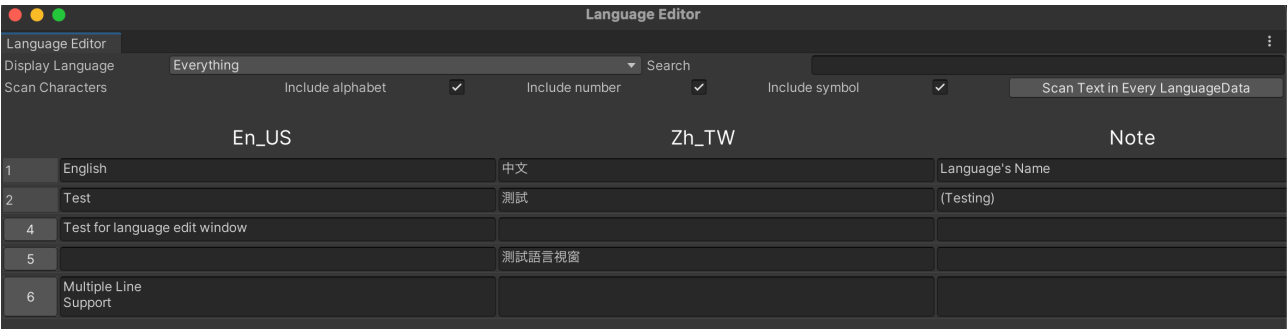 Language Editor
Language Editor
Display Language Everything Search
Scan Characters Include alphabet Include number Include symbol Scan Text in Every LanguageData
En_US Zh_TW Note
1 English 中文 Language's Name
2 Test 測試 (Testing)
4 Test for language edit window
5 測試語言視窗
6 Multiple Line
Support